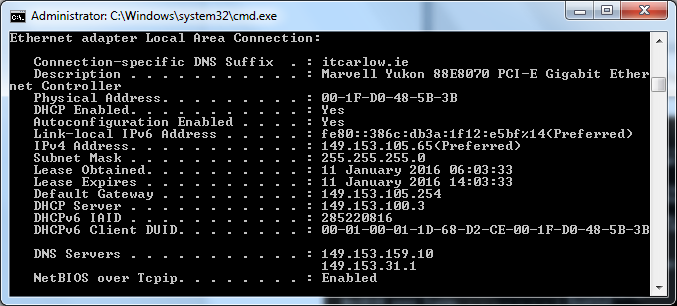 Administrator: C:\Windows\system32\cmd.exe
Ethernet adapter Local Area Connection:
Connection-specific DNS Suffix  . : itcarlow.ie
Description . . . . . . . . . . . : Marvell Yukon 88E8070 PCI-E Gigabit Ether
net Controller
Physical Address. . . . . . . . . : 00-1F-D0-48-5B-3B
DHCP Enabled. . . . . . . . . . . : Yes
Autoconfiguration Enabled . . . . : Yes
Link-local IPv6 Address . . . . . : fe80::386c:db3a:1f12:e5bf%14(Preferred)
IPv4 Address. . . . . . . . . . . : 149.153.105.65(Preferred)
Subnet Mask . . . . . . . . . . . : 255.255.255.0
Lease Obtained. . . . . . . . . . : 11 January 2016 06:03:33
Lease Expires . . . . . . . . . . : 11 January 2016 14:03:33
Default Gateway . . . . . . . . . : 149.153.105.254
DHCP Server . . . . . . . . . . . : 149.153.100.3
DHCPv6 IAID . . . . . . . . . . . : 285220816
DHCPv6 Client DUID. . . . . . . . : 00-01-00-01-1D-68-D2-CE-00-1F-D0-48-5B-3B
DNS Servers . . . . . . . . . . . : 149.153.159.10
149.153.31.1
NetBIOS over Tcpip. . . . . . . . : Enabled